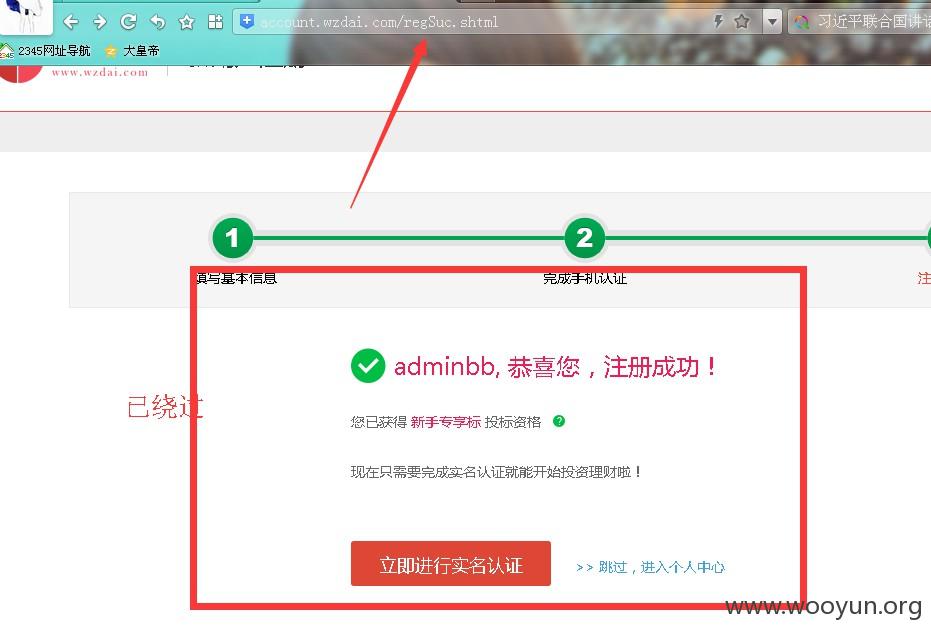 account.wzdai.com/regSuc.shtml
习近平联合国讲话
2345网址导航
大皇帝
www.wzdai.com
1
2
填写基本信息
完成手机认证
注
adminbb, 恭喜您，注册成功！
已绕过
您已获得 新手专享标 投标资格 ?
现在只需要完成实名认证就能开始投资理财啦！
立即进行实名认证
>> 跳过，进入个人中心
www.wooyun.org